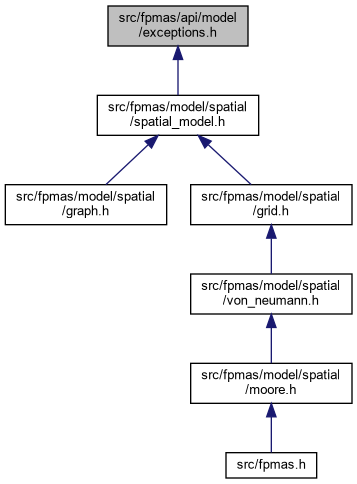 src/fpmas/api/model
/exceptions.h
src/fpmas/model/spatial
/spatial_model.h
src/fpmas/model/spatial
/graph.h
src/fpmas/model/spatial
/grid.h
src/fpmas/model/spatial
/von_neumann.h
src/fpmas/model/spatial
/moore.h
src/fpmas.h